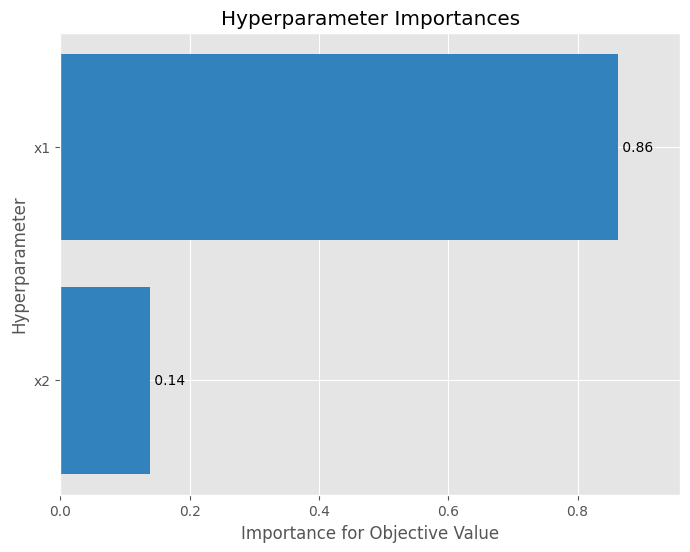 Hyperparameter Importances
Hyperparameter
x1
0.86
x2
0.14
0.0
0.2
0.4
0.6
0.8
Importance for Objective Value